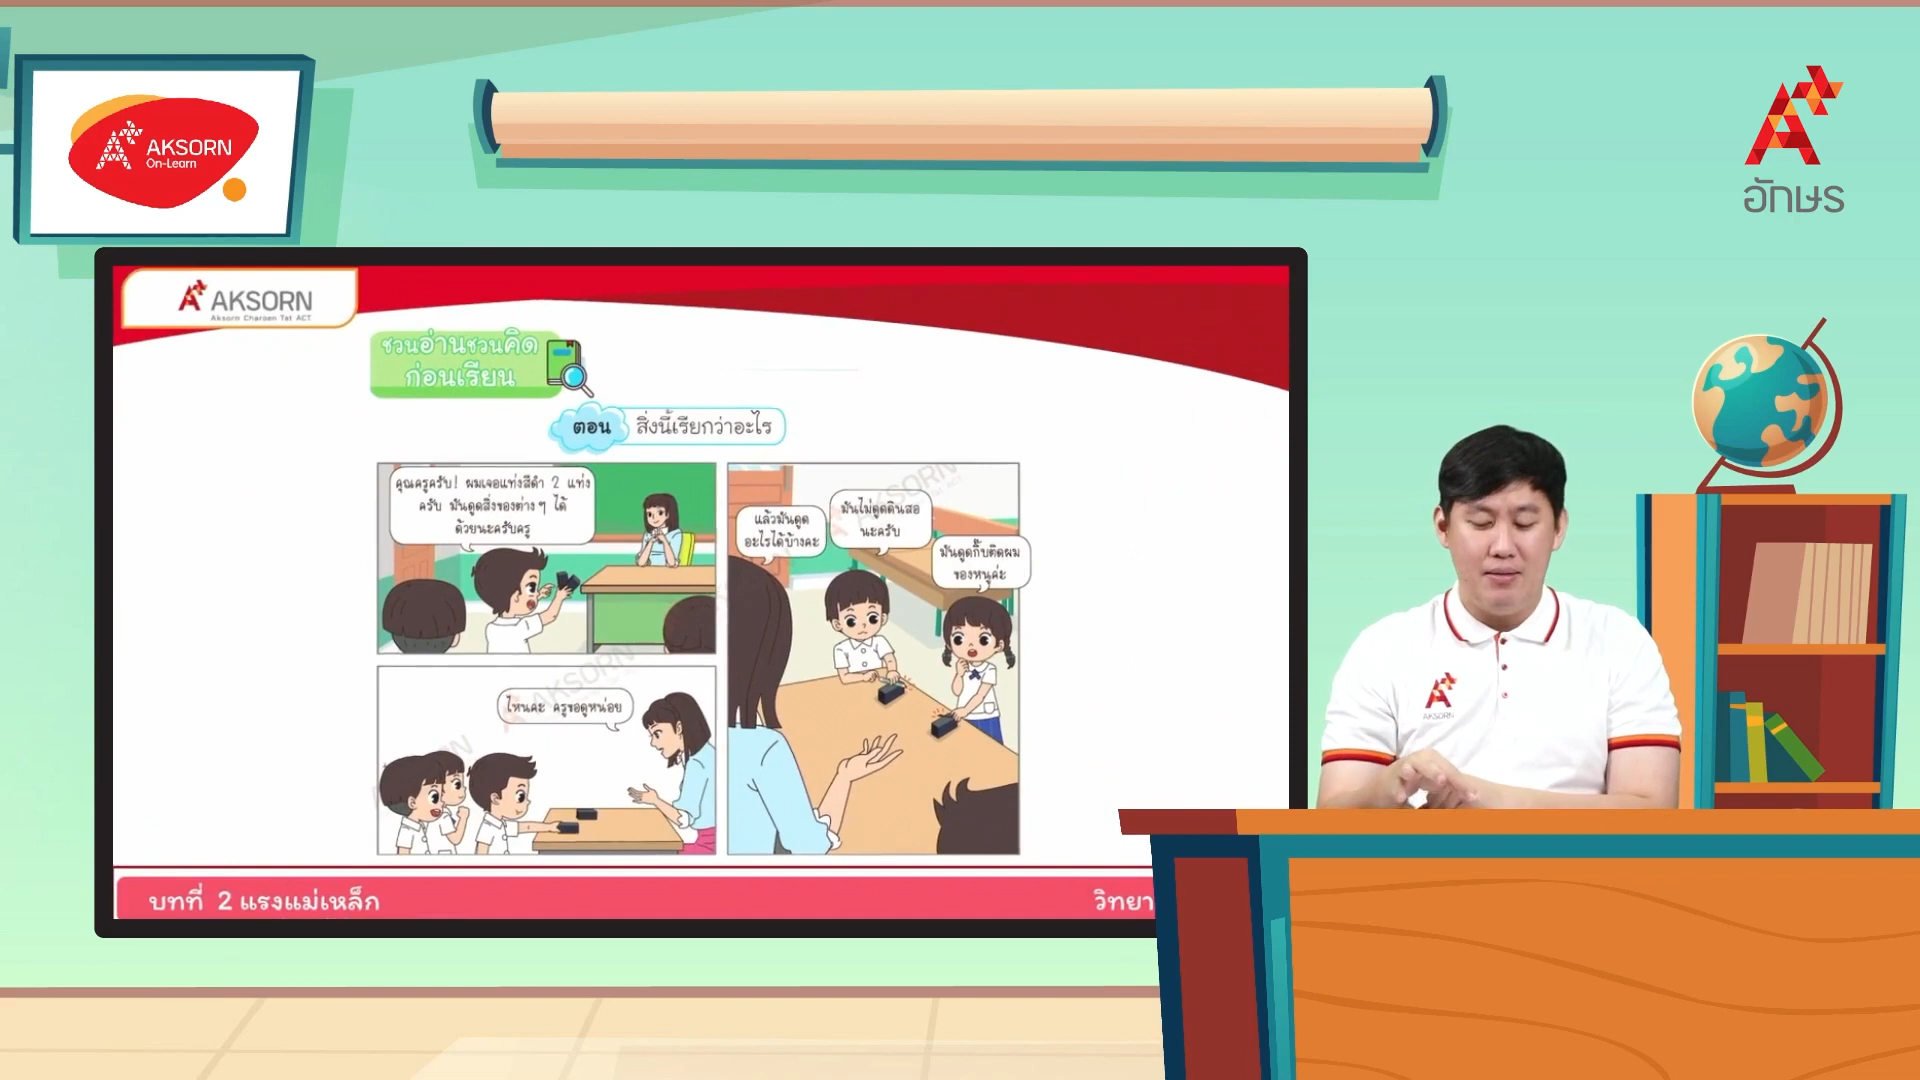 AKSORN
On-Learn
อักษร
AKSORN
Aksorn Charoen Tat ACT
ชวนอ่านชวนคิด
ก่อนเรียน
ตอน สิ่งนี้เรียกว่าอะไร
คุณครูครับ! ผมเจอแท่งสีดำ 2 แท่ง
ครับ มันดูดสิ่งของต่างๆ ได้
ด้วยนะครับครู
ไหนคะ ครูขอดูหน่อย
แล้วมันดูด
อะไรได้บ้างคะ
มันไม่ดูดดินสอ
นะครับ
มันดูดกิ๊บติดผม
ของหนูค่ะ
AKSORN
บทที่ 2 แรงแม่เหล็ก
วิทยา